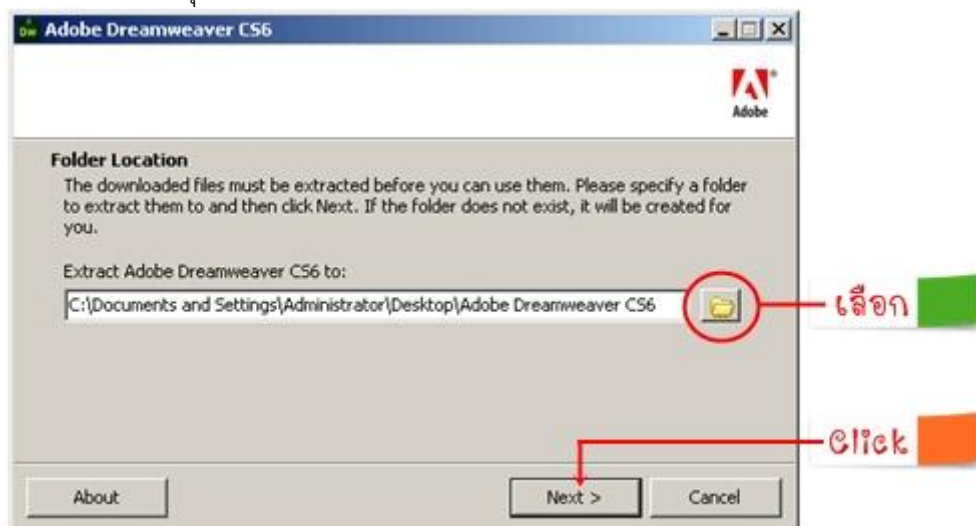 Dw Adobe Dreamweaver CS6
Adobe
Folder Location
The downloaded files must be extracted before you can use them. Please specify a folder
to extract them to and then click Next. If the folder does not exist, it will be created for
you.
Extract Adobe Dreamweaver CS6 to:
C:\Documents and Settings\Administrator\Desktop\Adobe Dreamweaver CS6
เลือก
Click
About
Next >
Cancel